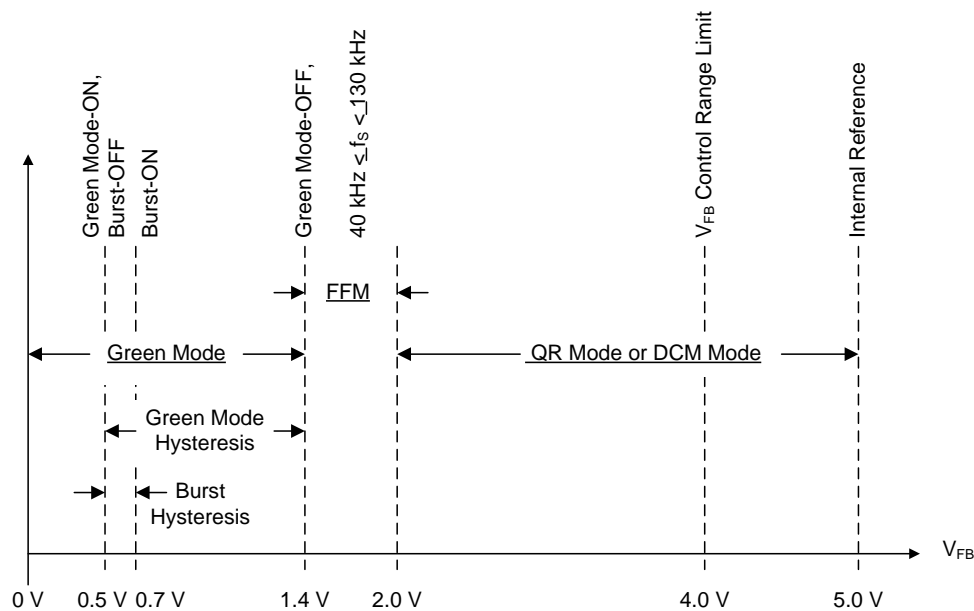 Green Mode-ON,
Burst-OFF
Burst-ON
Green Mode-OFF,
40 kHz <_fS <_130 kHz
VFB Control Range Limit
Internal Reference
FFM
Green Mode
QR Mode or DCM Mode
Green Mode
Hysteresis
Burst
Hysteresis
VFB
0 V
0.5 V
0.7 V
1.4 V
2.0 V
4.0 V
5.0 V